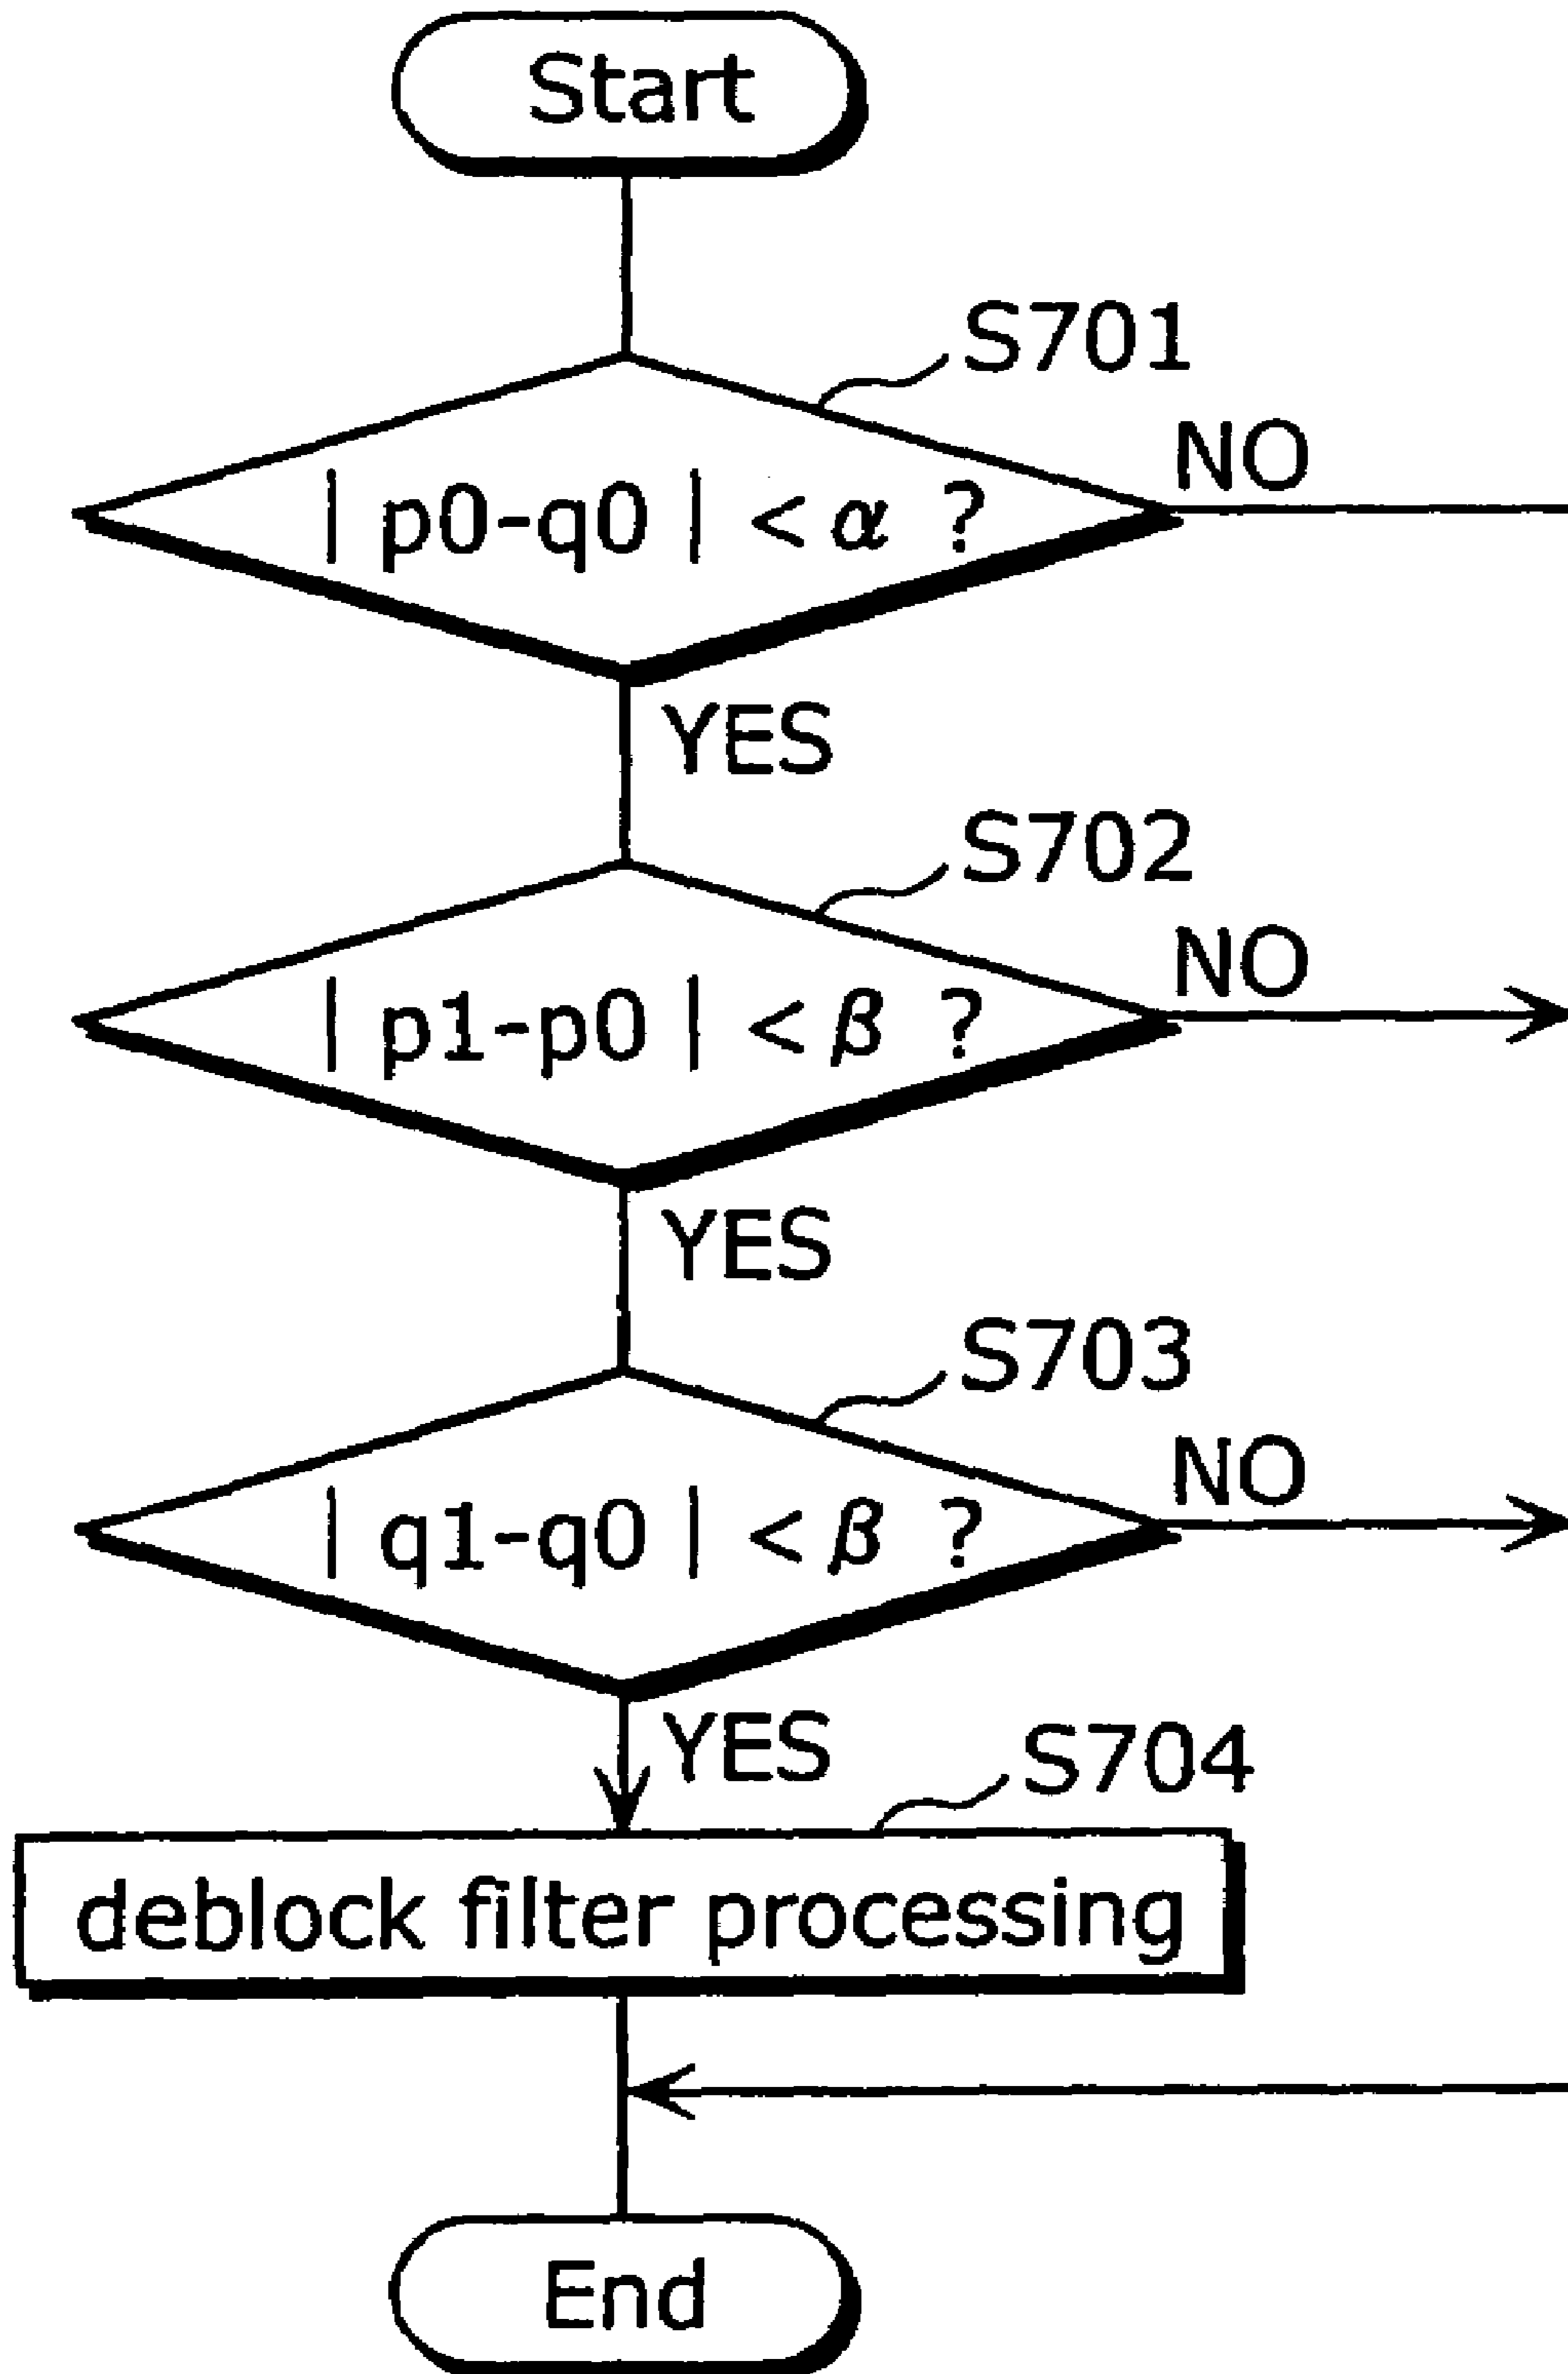 Start
S701
NO
| p0-q0 | < α ?
YES
S702
NO
| p1-p0 | < β ?
YES
S703
NO
| q1-q0 | < β ?
YES
S704
deblock filter processing
End